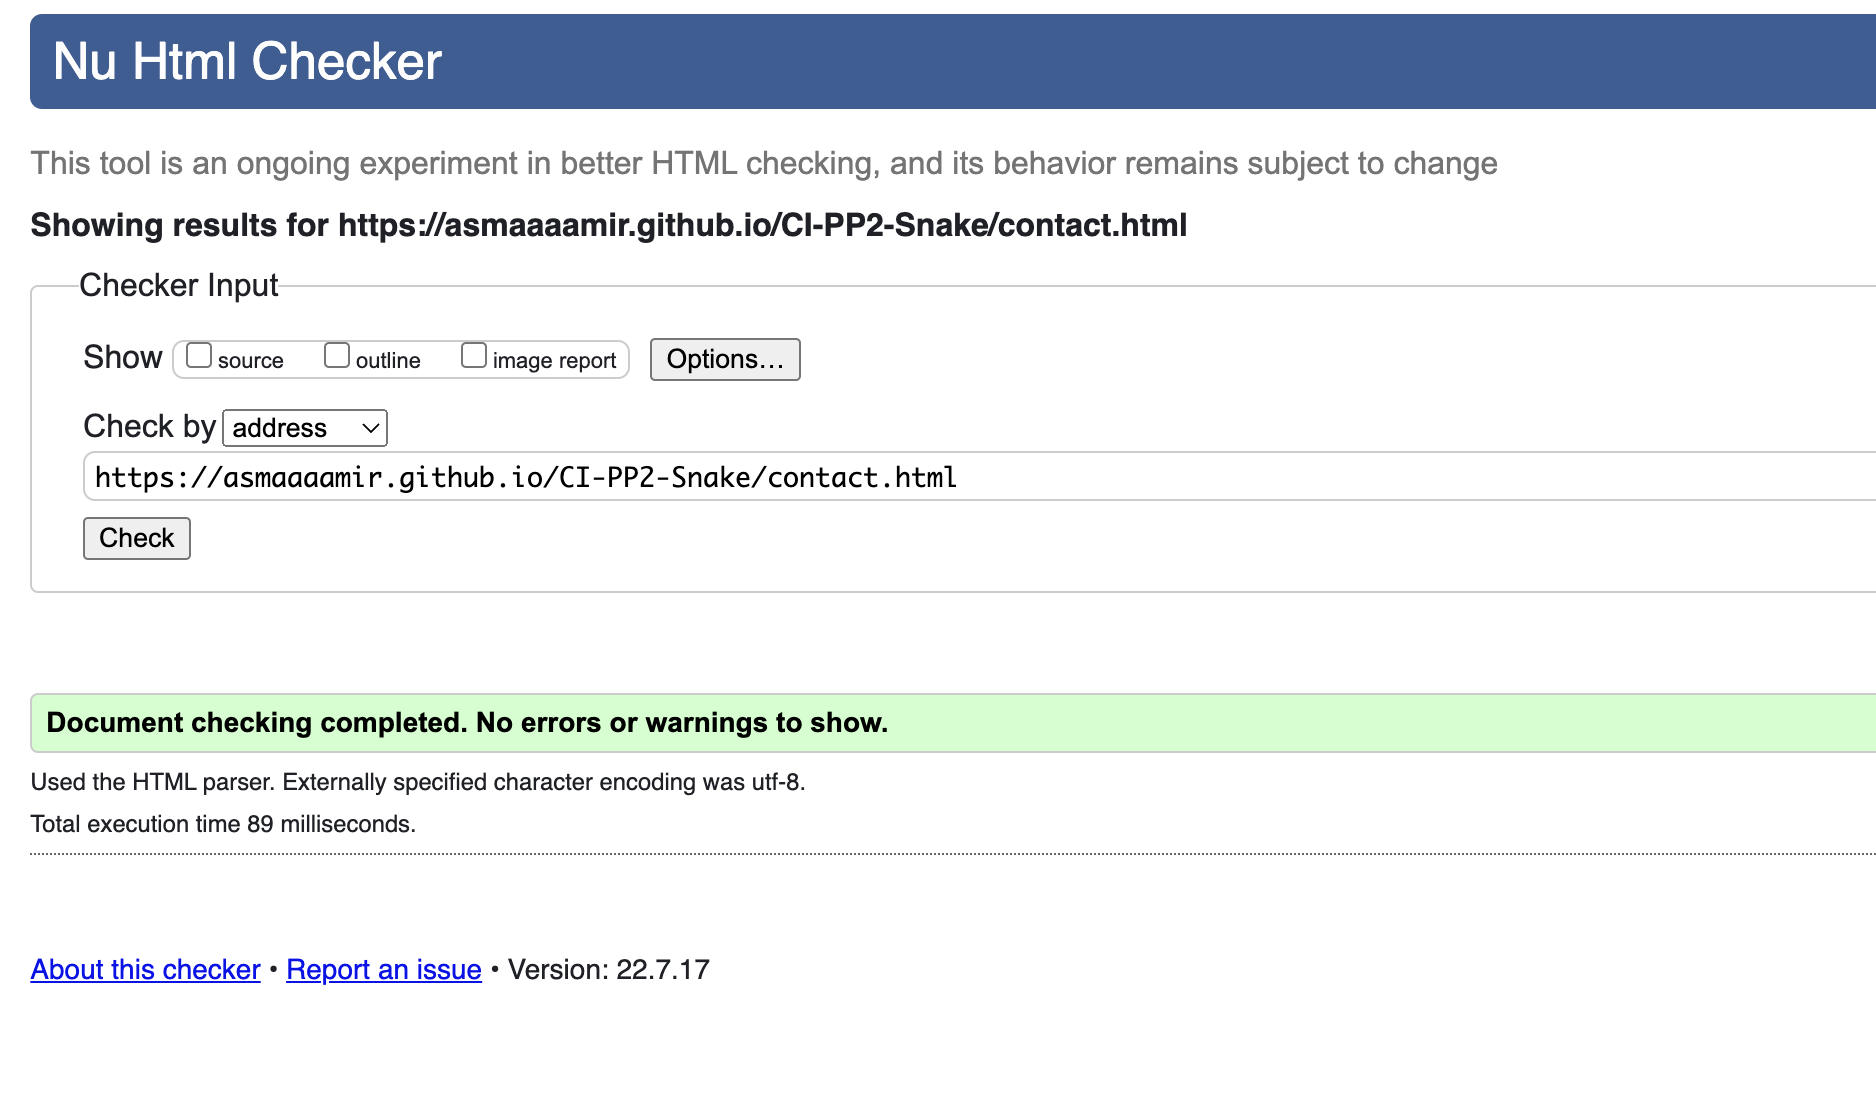 Nu Html Checker
This tool is an ongoing experiment in better HTML checking, and its behavior remains subject to change
Showing results for https://asmaaaamir.github.io/CI-PP2-Snake/contact.html
Checker Input
Show source outline image report Options...
Check by address
https://asmaaaamir.github.io/CI-PP2-Snake/contact.html
Check
Document checking completed. No errors or warnings to show.
Used the HTML parser. Externally specified character encoding was utf-8.
Total execution time 89 milliseconds.
About this checker • Report an issue • Version: 22.7.17